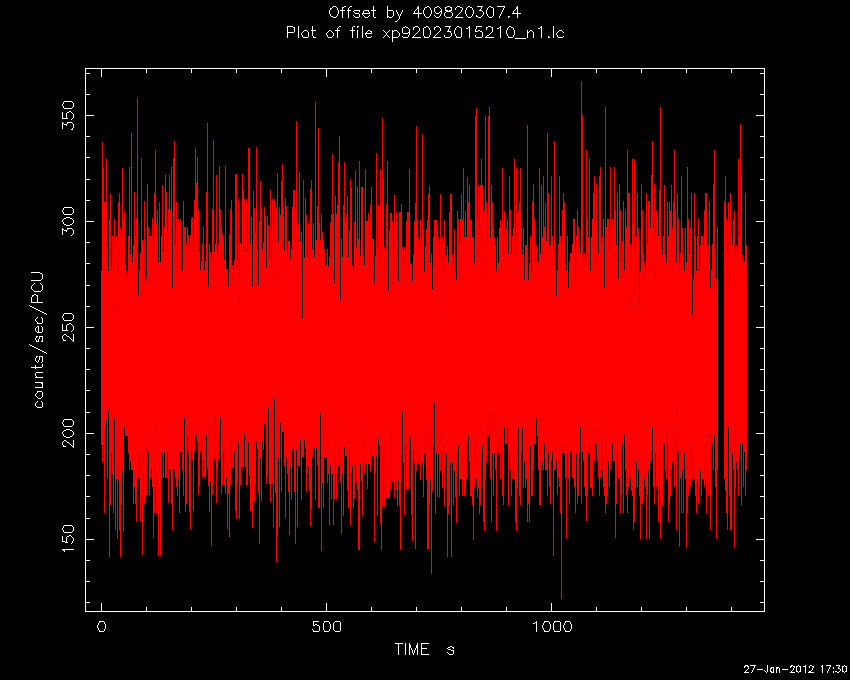 Offset by 409820307.4
Plot of file xp92023015210_n1.lc
counts/sec/PCU
350
300
250
200
150
0 500 1000
TIME s
27-Jan-2012 17:30